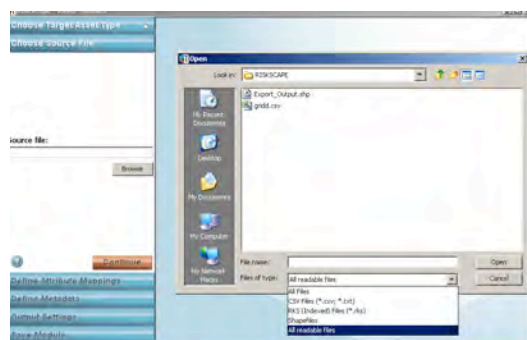 Choose Target Asset Type
Choose Source File
Source file:
Browse
Continue
Define Attribute Mappings
Define Metadata
Output Settings
Save Module
Open
Look in:
RISKSCAPE
Export_Output.shp
gridd.csv
My Recent
Documents
Desktop
My Documents
My Computer
My Network
Places
File name:
Open
Files of type:
All readable files
Cancel
All Files
CSV Files (*.csv; *.txt)
RKS (Indexed) Files (*.rks)
Shapefiles
All readable files